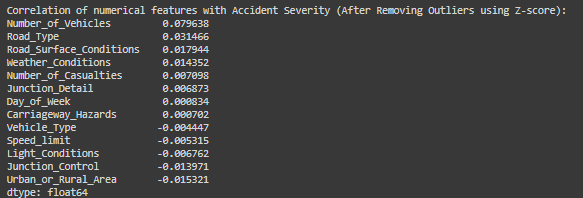 Correlation of numerical features with Accident Severity (After Removing Outliers using Z-score):
Number_of_Vehicles 0.079638
Road_Type 0.031466
Road_Surface_Conditions 0.017944
Weather_Conditions 0.014352
Number_of_Casualties 0.007098
Junction_Detail 0.006873
Day_of_Week 0.000834
Carriageway_Hazards 0.000702
Vehicle_Type -0.004447
Speed_limit -0.005315
Light_Conditions -0.006762
Junction_Control -0.013971
Urban_or_Rural_Area -0.015321
dtype: float64